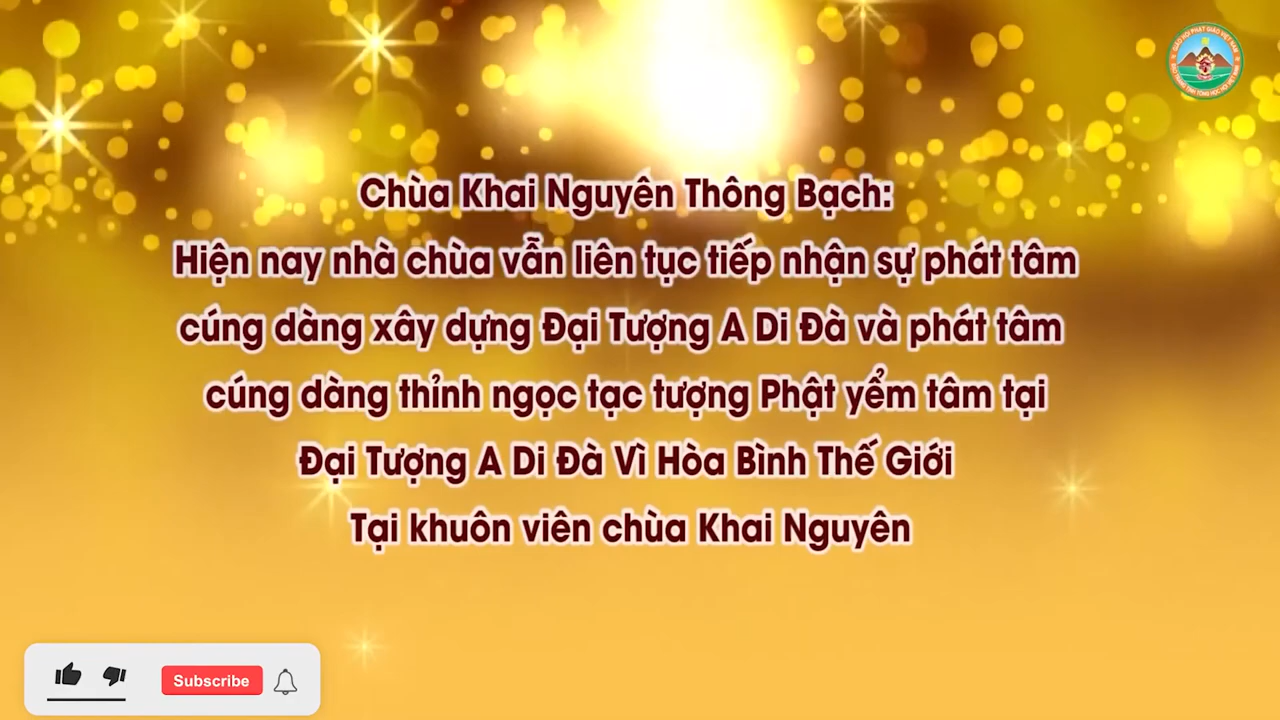 Chùa Khai Nguyên Thông Bạch:
Hiện nay nhà chùa vẫn liên tục tiếp nhận sự phát tâm
cúng dàng xây dựng Đại Tượng A Di Đà và phát tâm
cúng dàng thỉnh ngọc tạc tượng Phật yểm tâm tại
Đại Tượng A Di Đà Vì Hòa Bình Thế Giới
Tại khuôn viên chùa Khai Nguyên
Subscribe